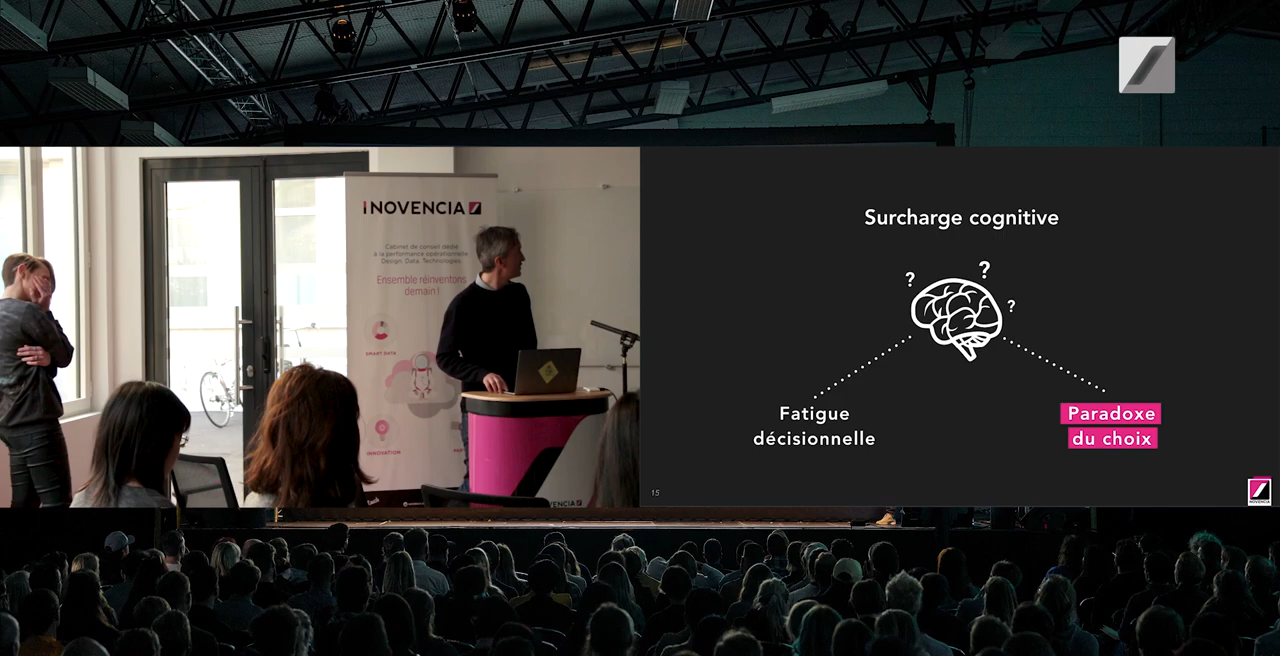 INOVENCIA
Cabinet de conseil dédié
à la performance opérationnelle
Design, Data, Technologies
Ensemble réinventons
demain !
SMART DATA
INNOVATION
Surcharge cognitive
? ? ?
Fatigue
décisionnelle
Paradoxe
du choix
15
INOVENCIA